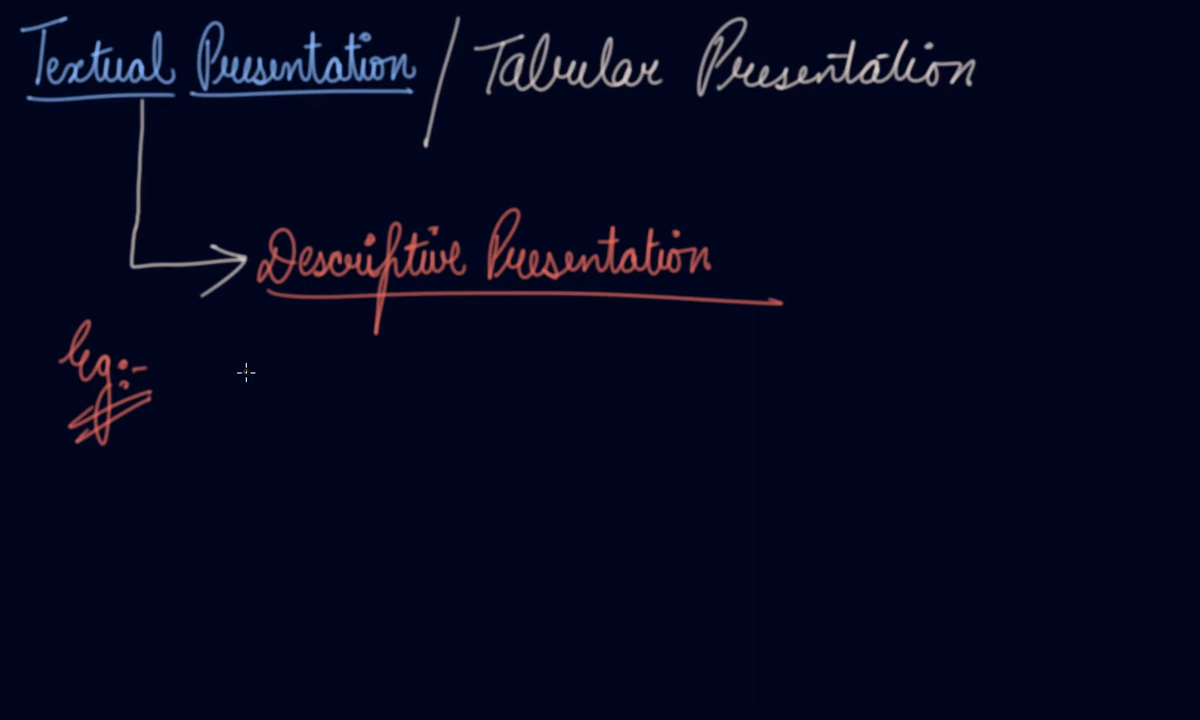 Textual Presentation / Tabular Presentation
Descriptive Presentation
Eg:-